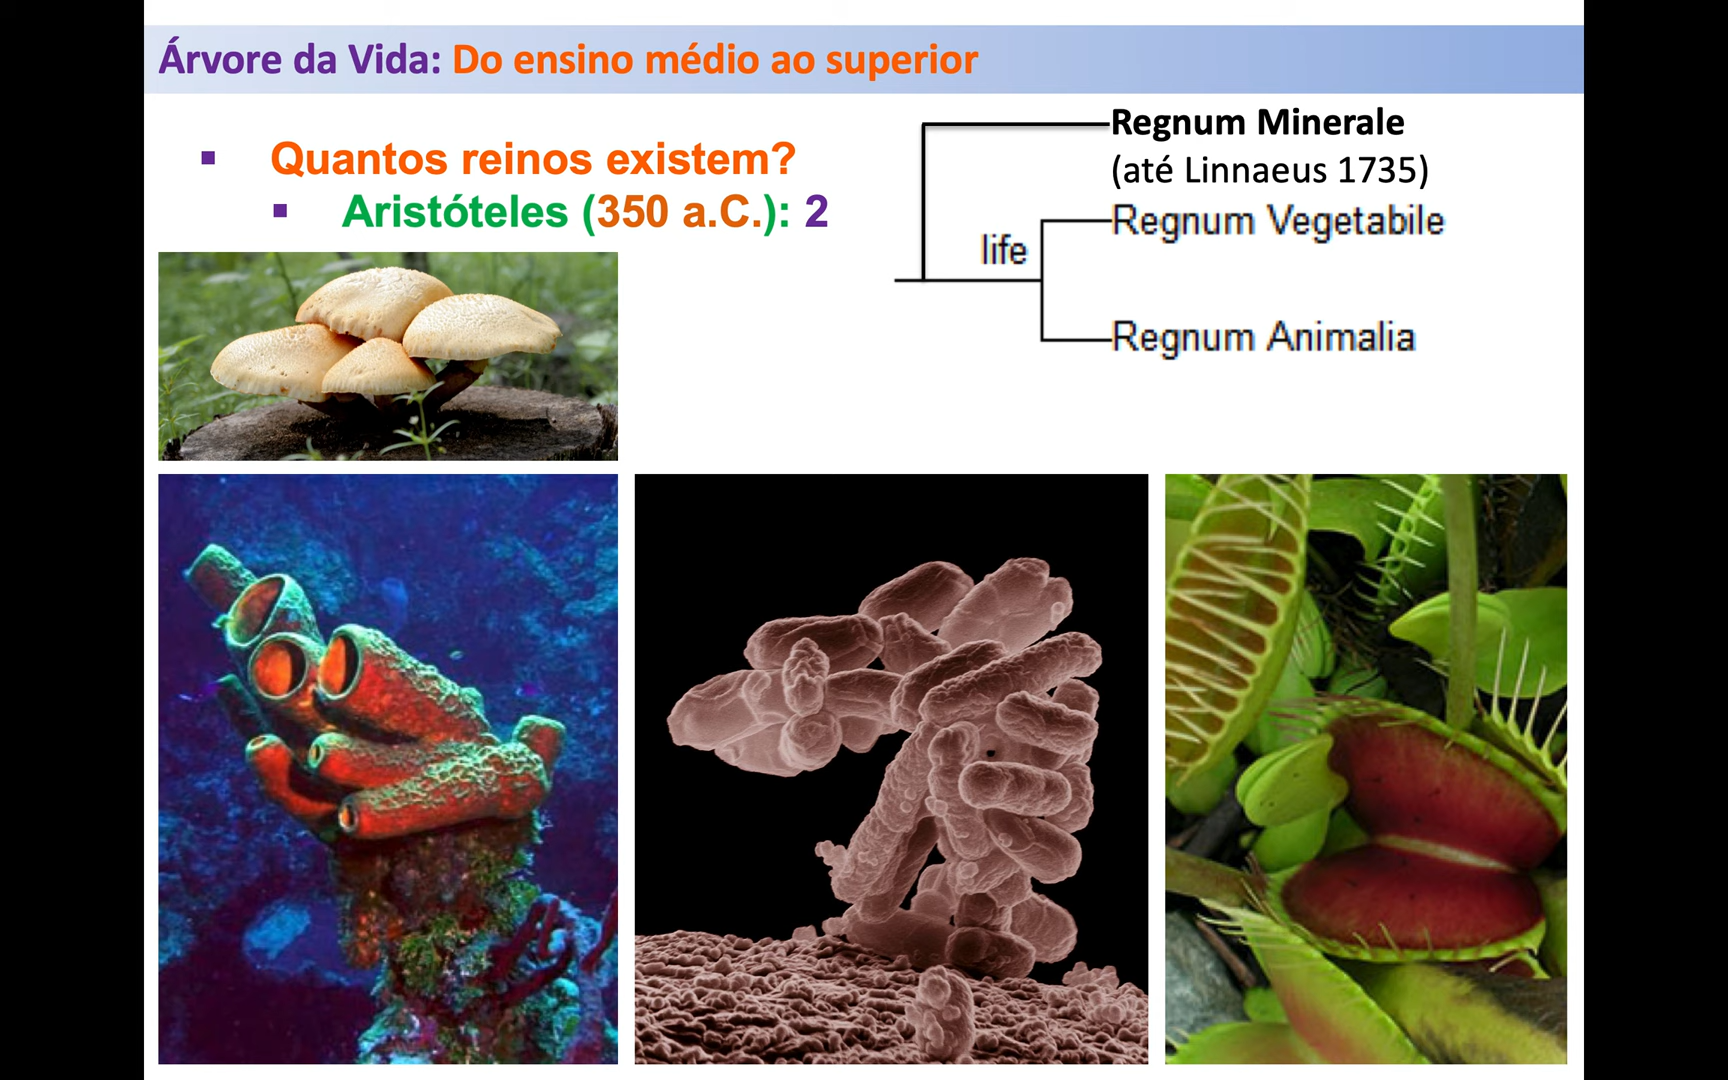 Árvore da Vida: Do ensino médio ao superior
Quantos reinos existem?
Aristóteles (350 a.C.): 2
Regnum Minerale
(até Linnaeus 1735)
Regnum Vegetabile
life
Regnum Animalia